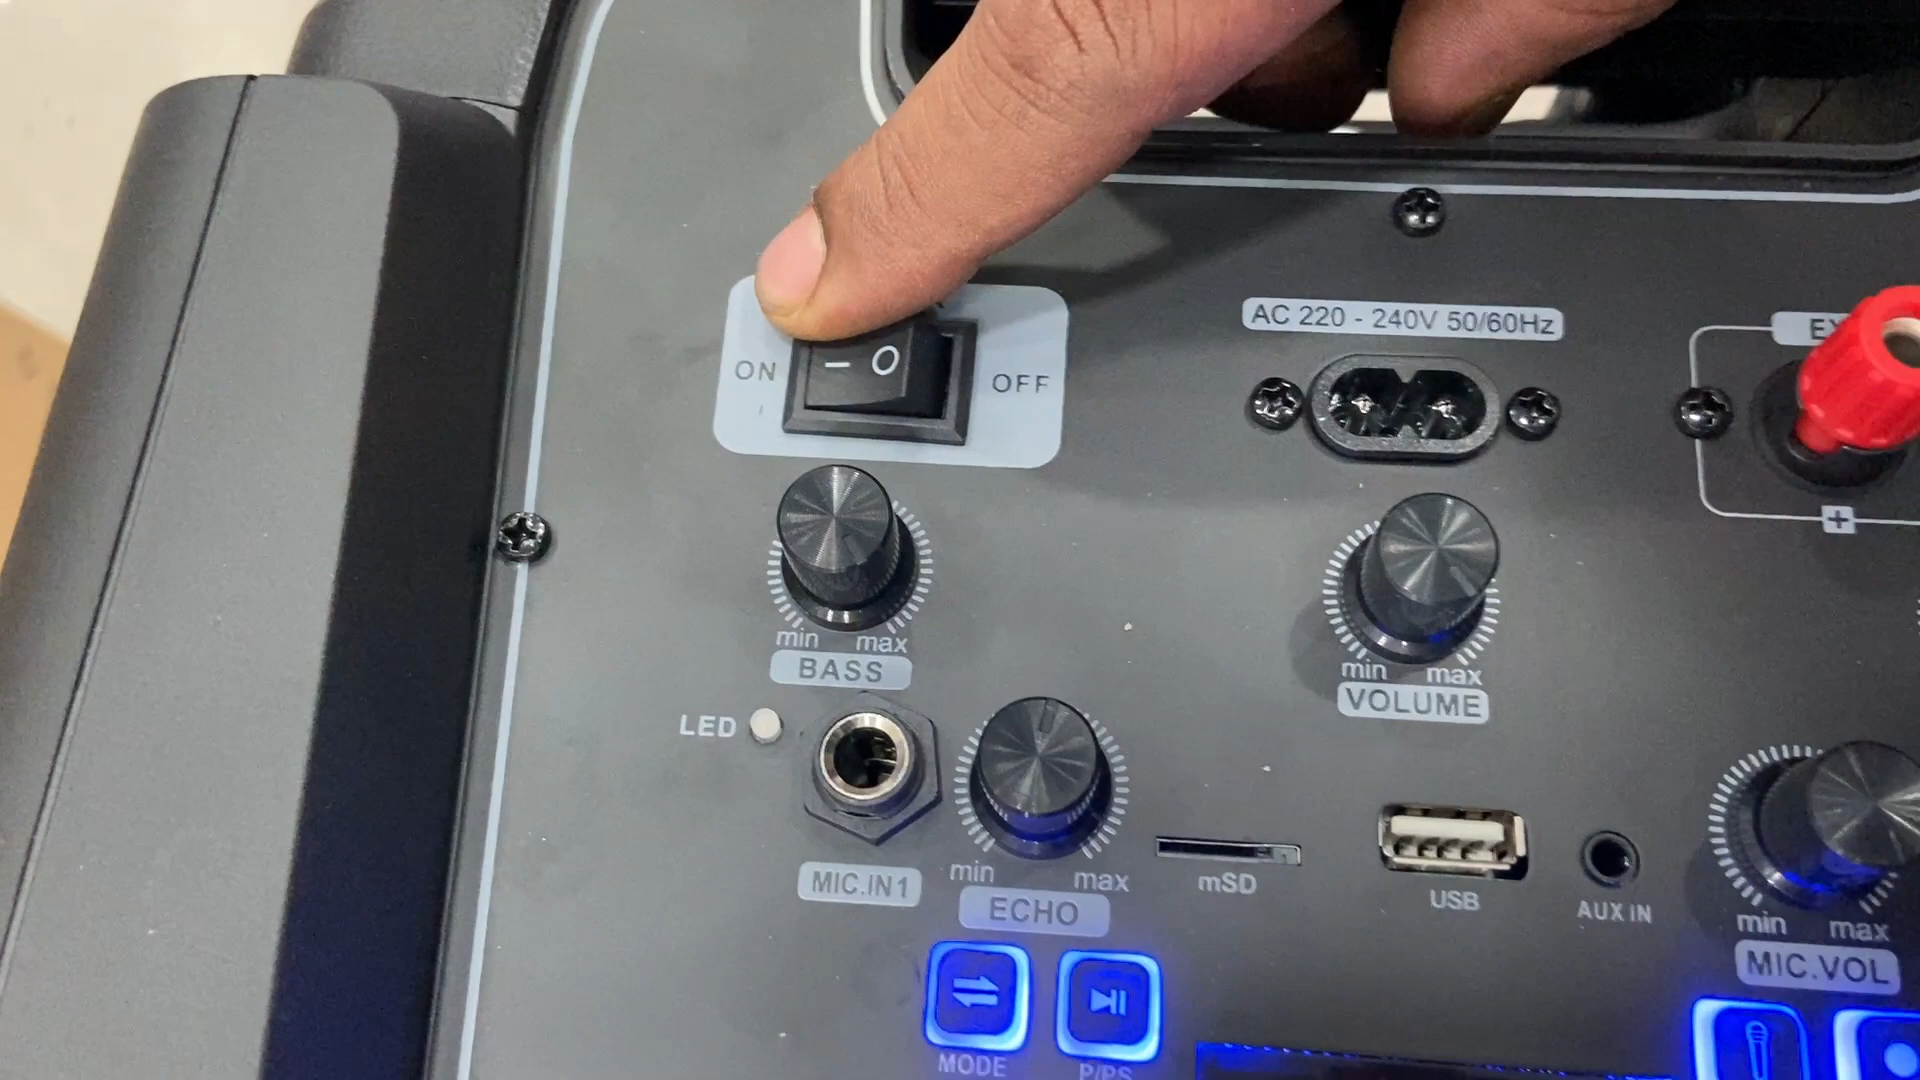 AC 220 - 240V 50/60Hz
ON
— O
OFF
+
min max
BASS
min max
VOLUME
LED
MIC.IN1
min max
ECHO
mSD
USB
AUX IN
min max
MIC.VOL
MODE